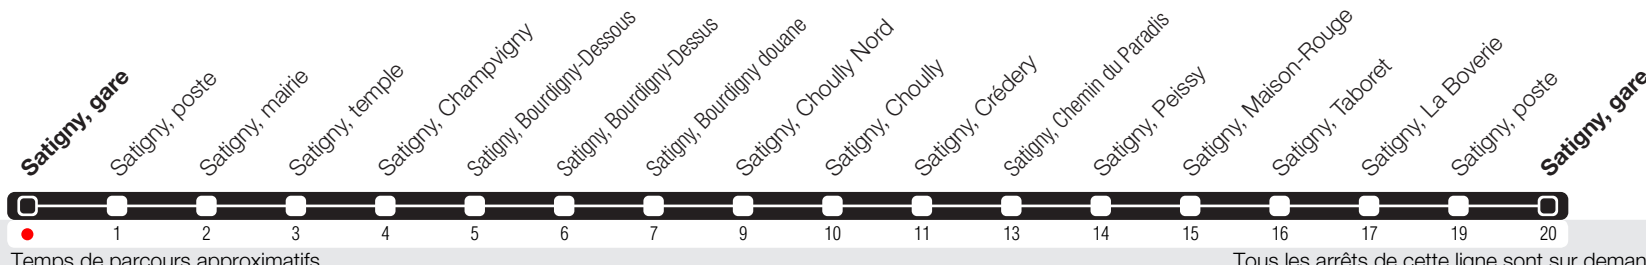 Satigny, gare
Satigny, poste
Satigny, mairie
Satigny, temple
Satigny, Champvigny
Satigny, Bourdigny-Dessous
Satigny, Bourdigny-Dessus
Satigny, Bourdigny douane
Satigny, Choully Nord
Satigny, Choully
Satigny, Crédery
Satigny, Chemin du Paradis
Satigny, Peissy
Satigny, Maison-Rouge
Satigny, Taboret
Satigny, La Boverie
Satigny, poste
Satigny, gare
1 2 3 4 5 6 7 9 10 11 13 14 15 16 17 19 20
Temps de parcours approximatifs
Tous les arrêts de cette ligne sont sur deman